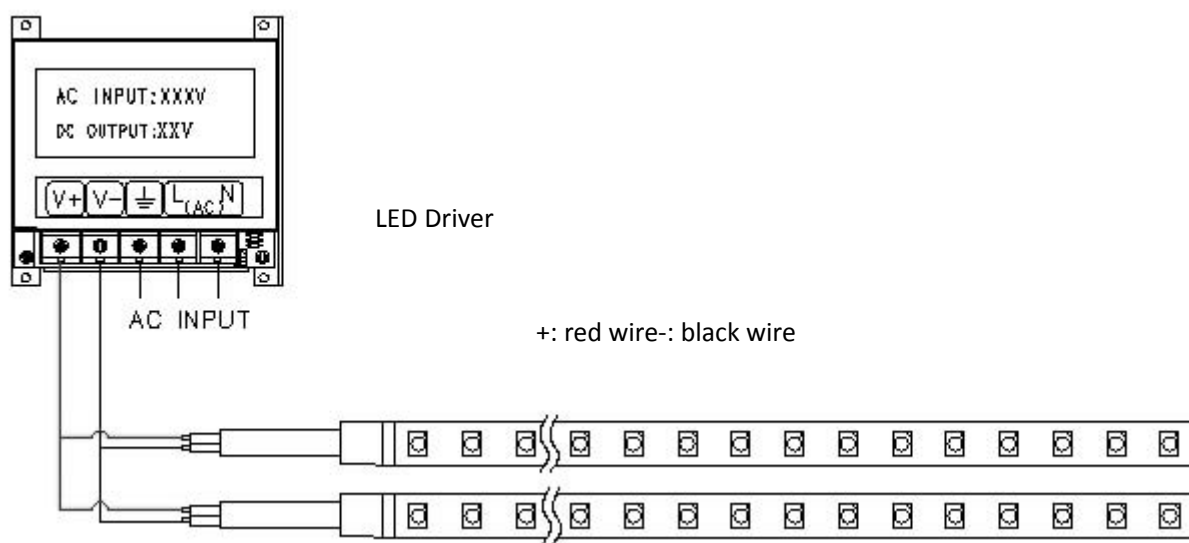 AC INPUT:XXXV
DC OUTPUT:XXV
V+ V- L(AC)N
LED Driver
AC INPUT
+: red wire-: black wire